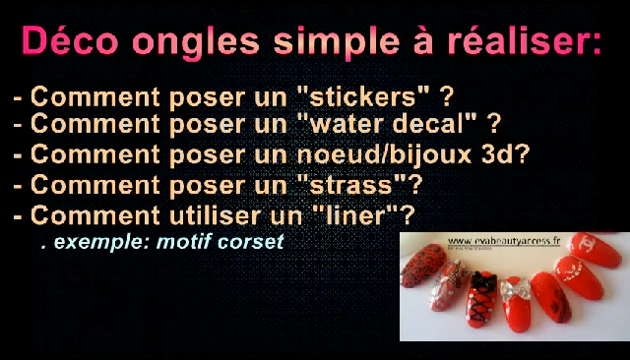 Déco ongles simple à réaliser:
- Comment poser un "stickers" ?
- Comment poser un "water decal" ?
- Comment poser un noeud/bijoux 3d?
- Comment poser un "strass"?
- Comment utiliser un "liner"?
. exemple: motif corset
www.evabeautyaccess.fr